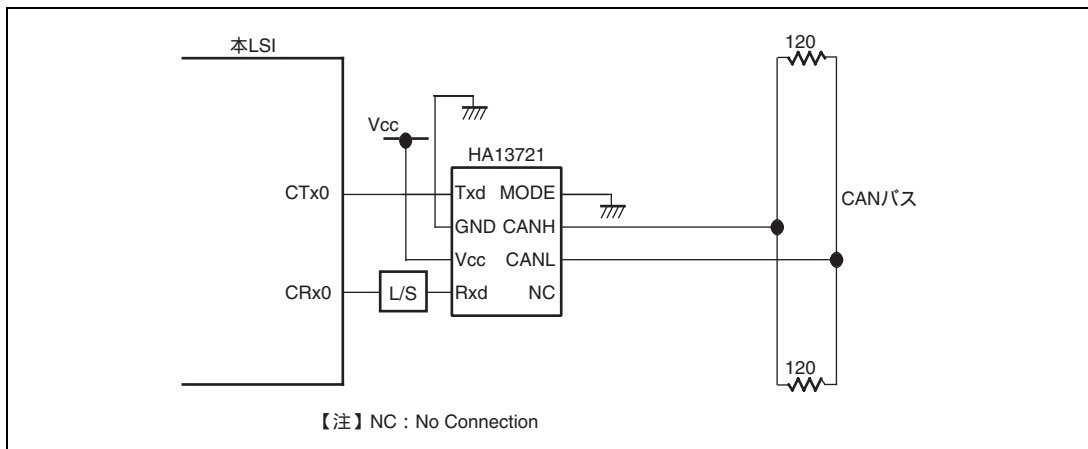 本LSI
120
Vcc
HA13721
CTx0
Txd MODE
CANバス
GND CANH
Vcc CANL
CRx0
L/S
Rxd NC
120
【注】NC：No Connection